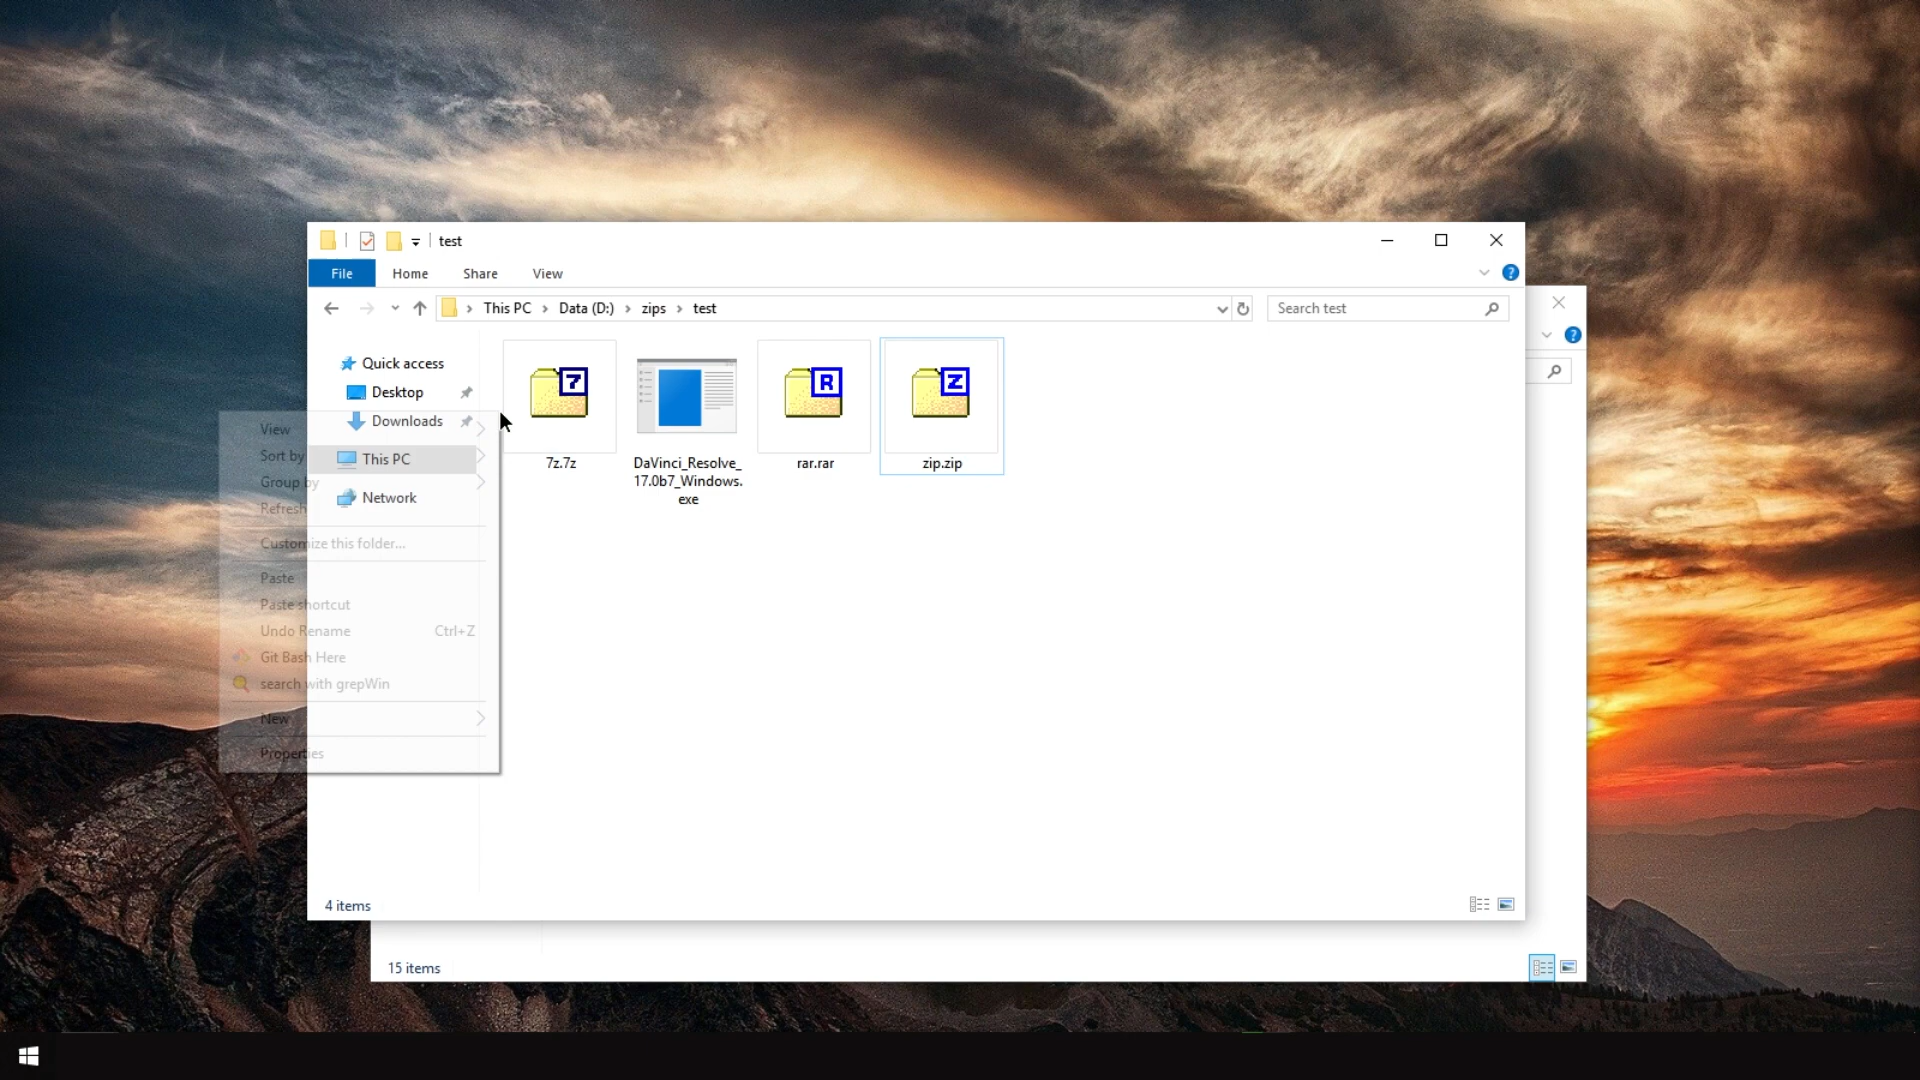 test
File Home Share View
This PC Data (D:) zips test
Search test
Quick access
Desktop
Downloads
This PC
Network
View
Sort by
Group by
Refresh
Customize this folder...
Paste
Paste shortcut
Undo Rename Ctrl+Z
Git Bash Here
search with grepWin
New
Properties
7
7z.7z
DaVinci_Resolve_
17.0b7_Windows.
exe
R
rar.rar
Z
zip.zip
4 items
15 items